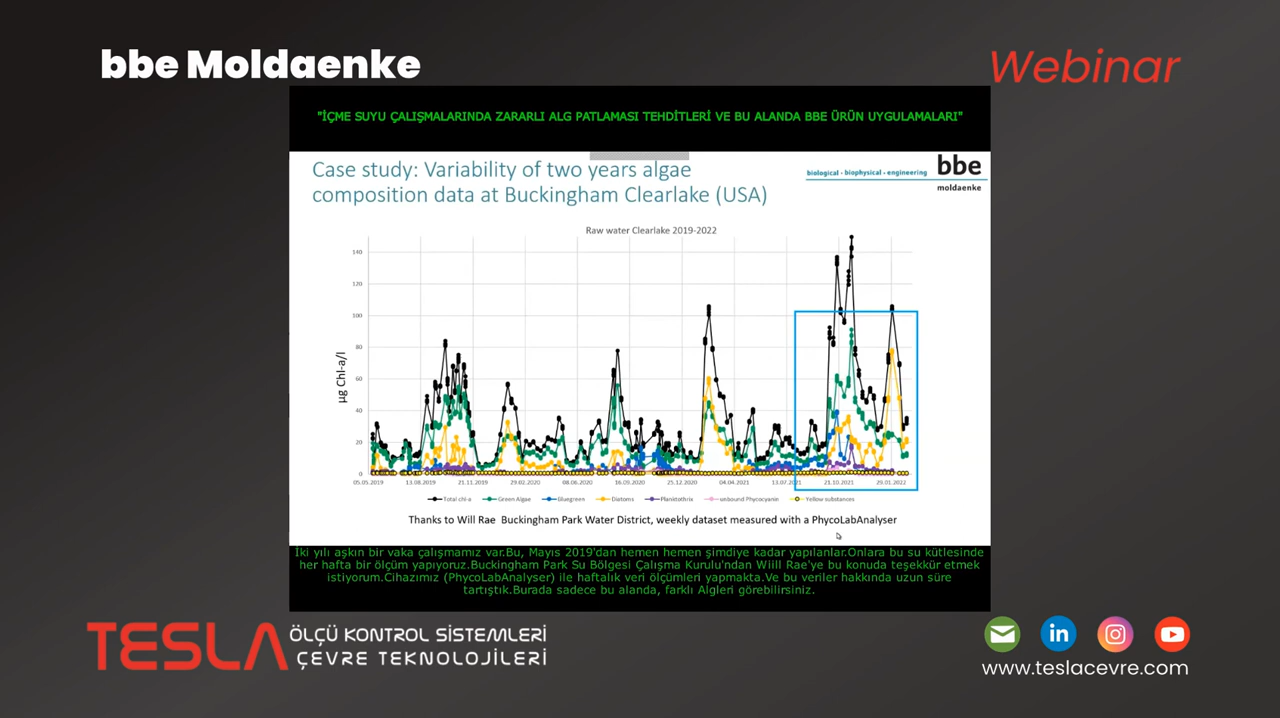 bbe Moldaenke
Webinar
"İÇME SUYU ÇALIŞMALARINDA ZARARLI ALG PATLAMASI TEHDİTLERİ VE BU ALANDA BBE ÜRÜN UYGULAMALARI"
Case study: Variability of two years algae
composition data at Buckingham Clearlake (USA)
biological - biophysical - engineering
bbe
moldaenke
Raw water Clearlake 2019-2022
µg Chl-a/l
140
120
100
80
60
40
20
0
05.05.2019 13.08.2019 21.11.2019 29.02.2020 08.06.2020 16.09.2020 25.12.2020 04.04.2021 13.07.2021 21.10.2021 29.01.2022
Total chl-a Green Algae Bluegreen Diatoms Planktothrix unbound Phycocyanin Yellow substances
Thanks to Will Rae Buckingham Park Water District, weekly dataset measured with a PhycoLabAnalyser
İki yılı aşkın bir vaka çalışmamız var.Bu, Mayıs 2019'dan hemen hemen şimdiye kadar yapılanlar.Onlara bu su kütlesinde
her hafta bir ölçüm yapıyoruz.Buckingham Park Su Bölgesi Çalışma Kurulu'ndan Wiill Rae'ye bu konuda teşekkür etmek
istiyorum.Cihazımız (PhycoLabAnalyser) ile haftalık veri ölçümleri yapmakta.Ve bu veriler hakkında uzun süre
tartıştık.Burada sadece bu alanda, farklı Algleri görebilirsiniz.
TESLA
ÖLÇÜ KONTROL SİSTEMLERİ
ÇEVRE TEKNOLOJİLERİ
www.teslacevre.com